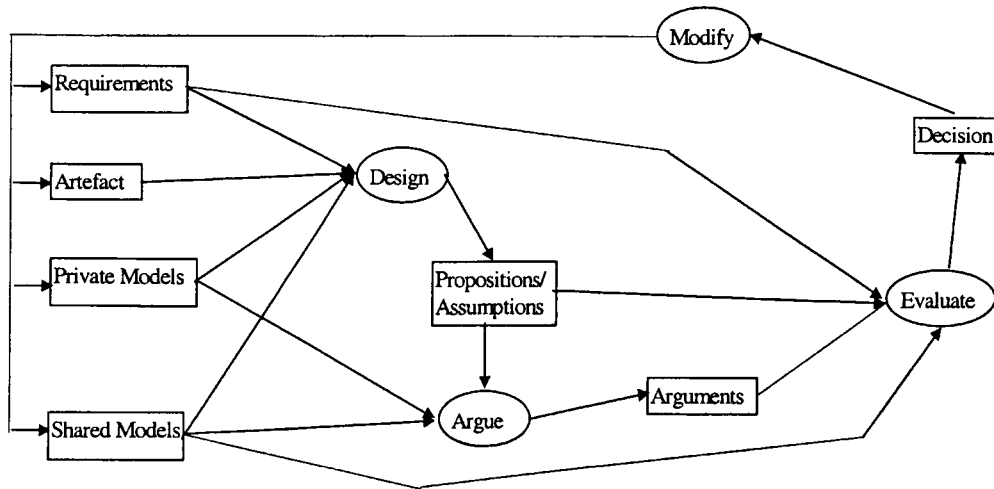 Modify
Requirements
Decision
Artefact
Design
Private Models
Propositions/
Assumptions
Evaluate
Arguments
Shared Models
Argue